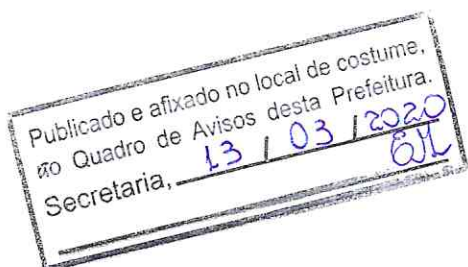 Publicado e afixado no local de costume,
no Quadro de Avisos desta Prefeitura.
Secretaria, 13 / 03 / 2020